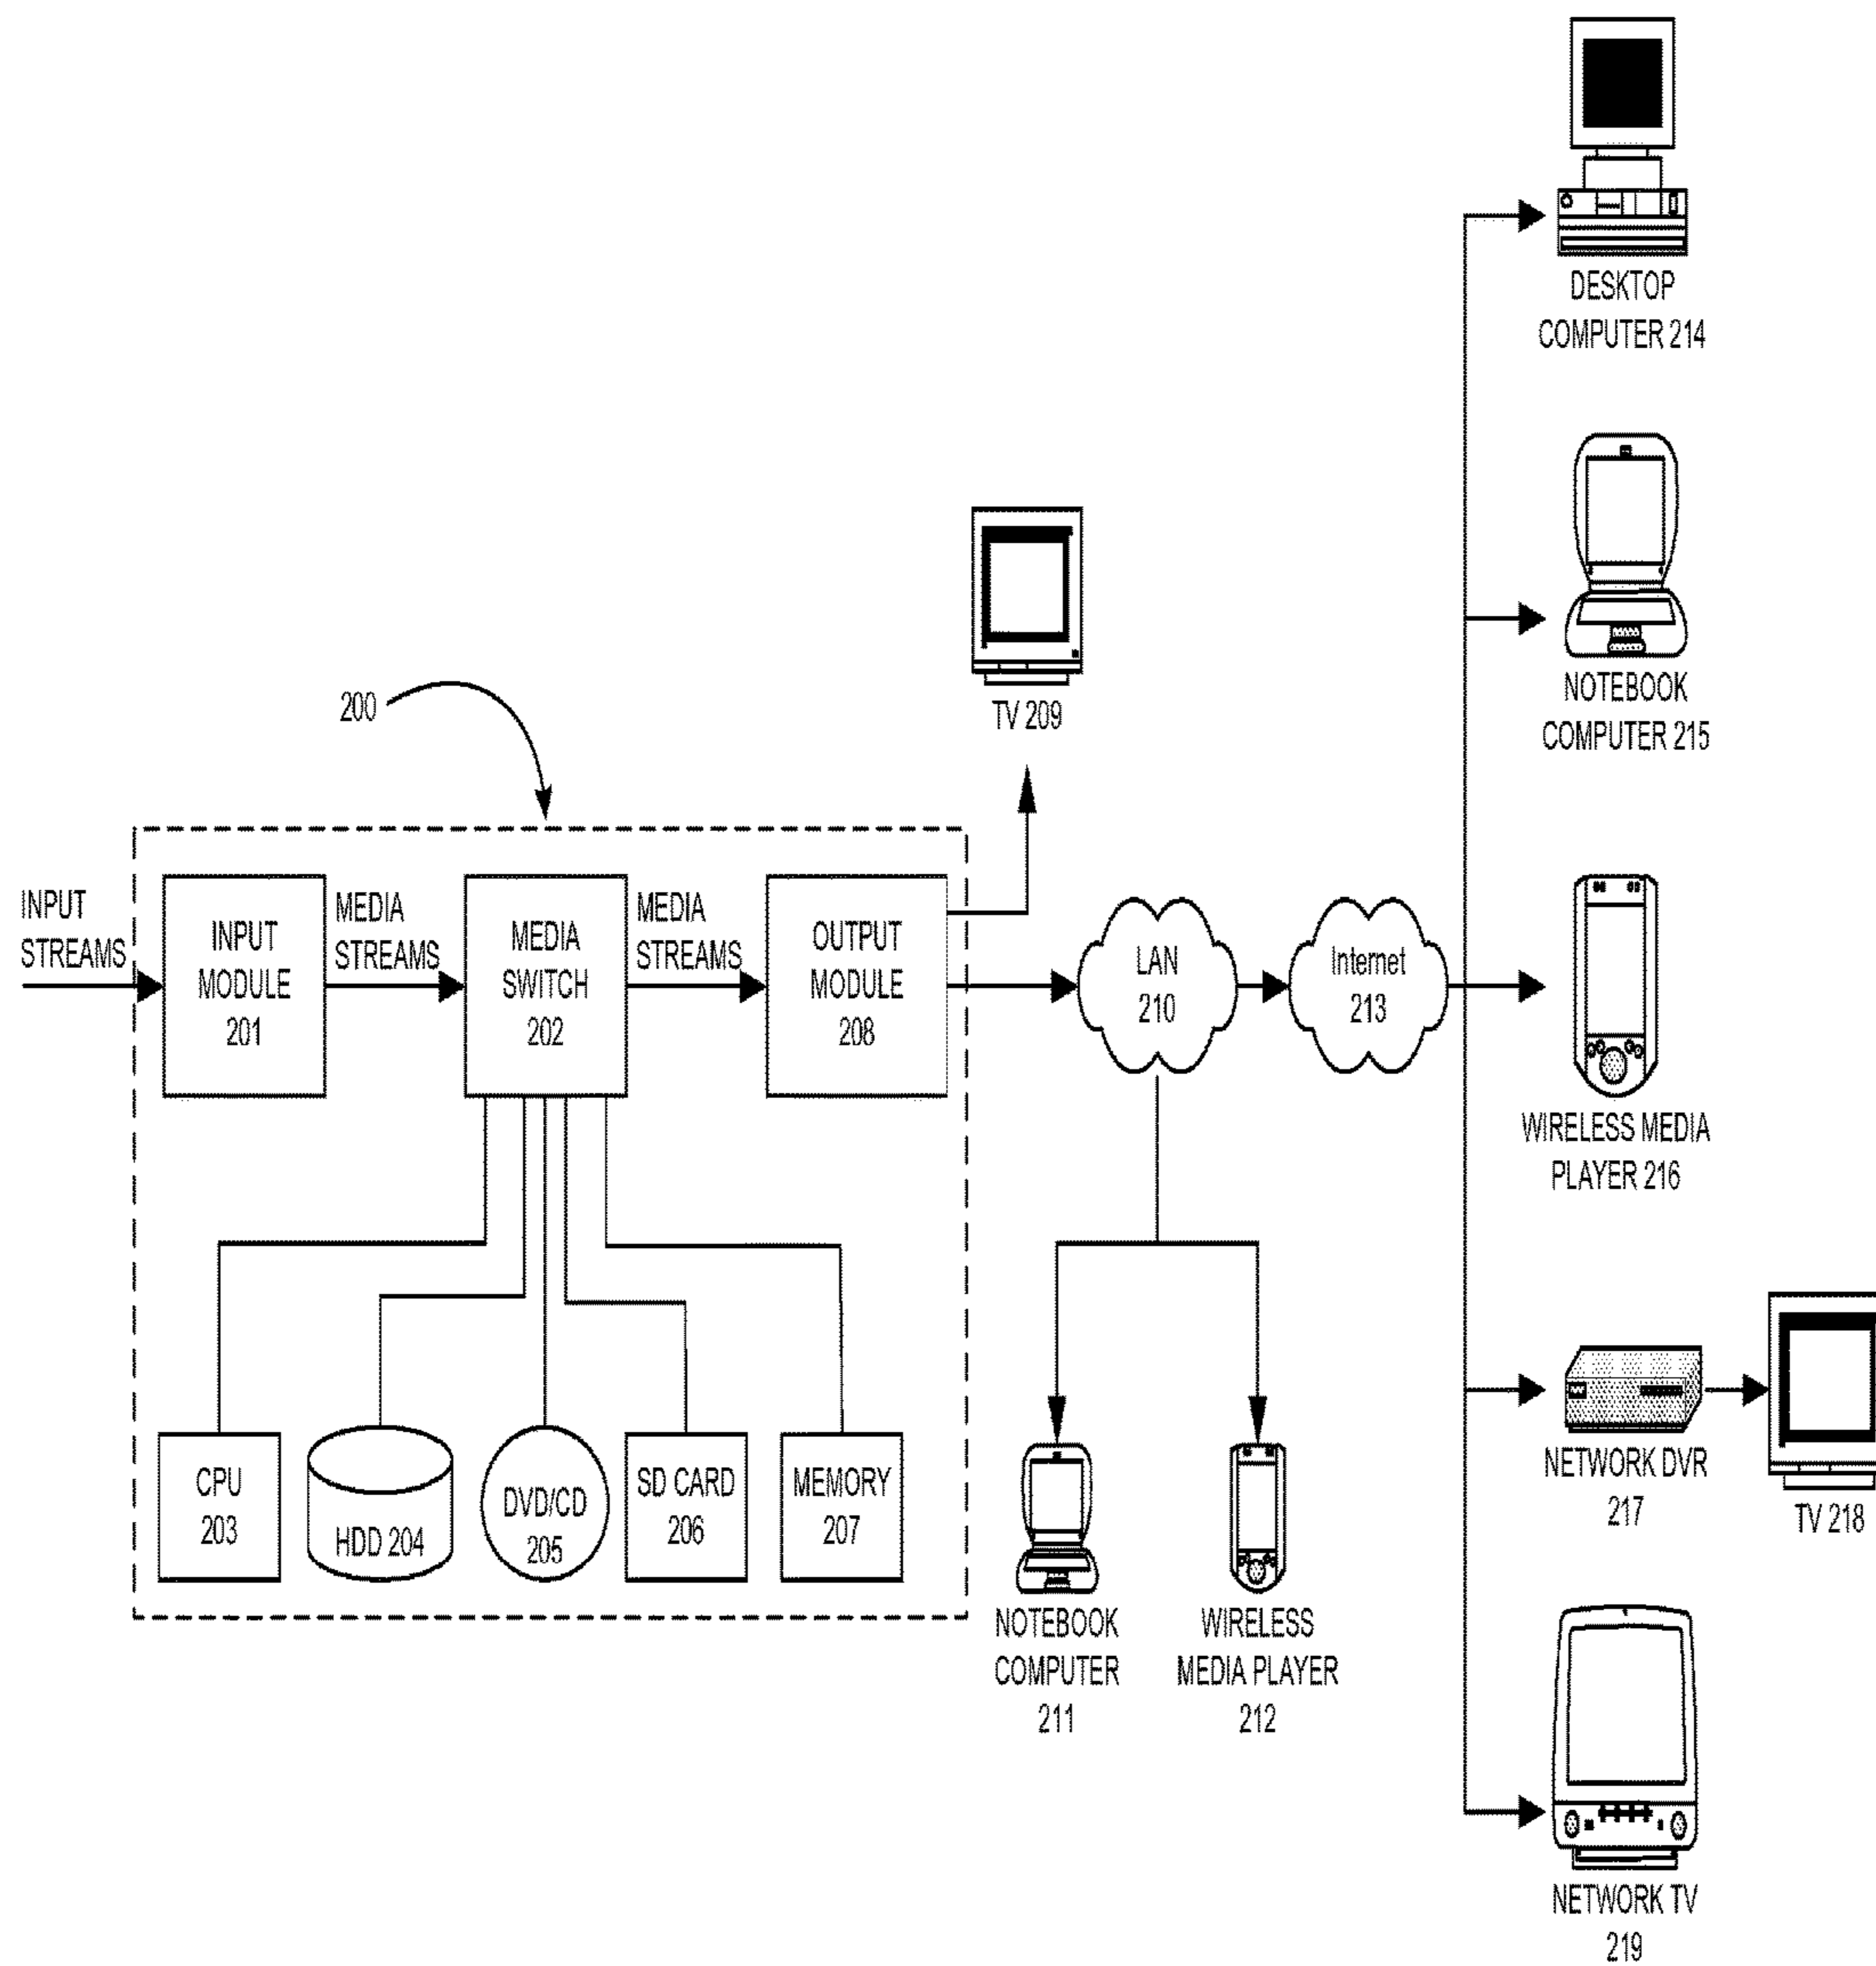 DESKTOP
COMPUTER 214
NOTEBOOK
COMPUTER 215
TV 209
200
INPUT
STREAMS
INPUT
MODULE
201
MEDIA
STREAMS
MEDIA
SWITCH
202
MEDIA
STREAMS
OUTPUT
MODULE
208
LAN
210
Internet
213
WIRELESS MEDIA
PLAYER 216
CPU
203
HDD 204
DVD/CD
205
SD CARD
206
MEMORY
207
NETWORK DVR
217
TV 218
NOTEBOOK
COMPUTER
211
WIRELESS
MEDIA PLAYER
212
NETWORK TV
219